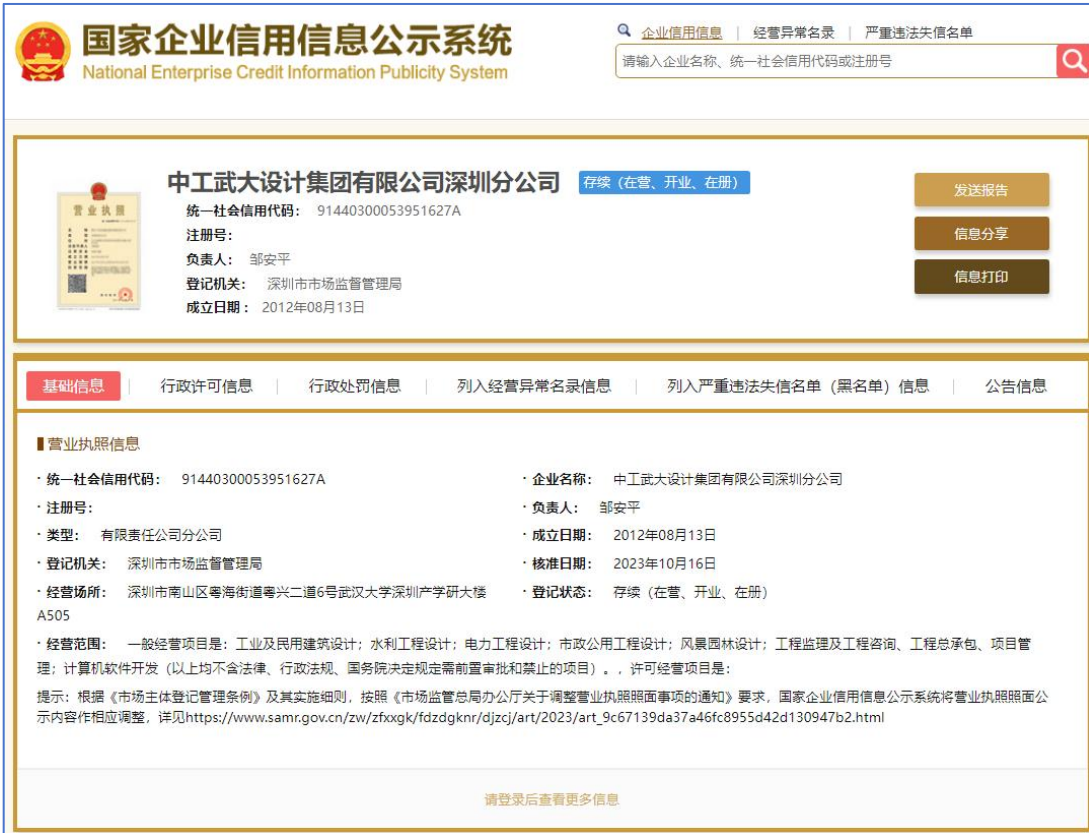 国家企业信用信息公示系统
National Enterprise Credit Information Publicity System
企业信用信息 | 经营异常名录 | 严重违法失信名单
请输入企业名称、统一社会信用代码或注册号
中工武大设计集团有限公司深圳分公司 存续（在营、开业、在册）
统一社会信用代码： 91440300053951627A
注册号：
负责人： 邹安平
登记机关： 深圳市市场监督管理局
成立日期： 2012年08月13日
发送报告
信息分享
信息打印
营业执照
基础信息 | 行政许可信息 | 行政处罚信息 | 列入经营异常名录信息 | 列入严重违法失信名单（黑名单）信息 | 公告信息
营业执照信息
· 统一社会信用代码： 91440300053951627A · 企业名称： 中工武大设计集团有限公司深圳分公司
· 注册号： · 负责人： 邹安平
· 类型： 有限责任公司分公司 · 成立日期： 2012年08月13日
· 登记机关： 深圳市市场监督管理局 · 核准日期： 2023年10月16日
· 经营场所： 深圳市南山区粤海街道粤兴二道6号武汉大学深圳产学研大楼 · 登记状态： 存续（在营、开业、在册）
A505
· 经营范围： 一般经营项目是：工业及民用建筑设计；水利工程设计；电力工程设计；市政公用工程设计；风景园林设计；工程监理及工程咨询、工程总承包、项目管
理；计算机软件开发（以上均不含法律、行政法规、国务院决定规定需前置审批和禁止的项目）。，许可经营项目是：
提示：根据《市场主体登记管理条例》及其实施细则，按照《市场监管总局办公厅关于调整营业执照照面事项的通知》要求，国家企业信用信息公示系统将营业执照照面公
示内容作相应调整，详见https://www.samr.gov.cn/zw/zfxxgk/fdzdgknr/djzcj/art/2023/art_9c67139da37a46fc8955d42d130947b2.html
请登录后查看更多信息